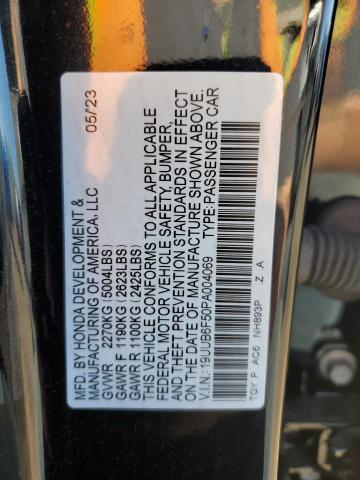 MFD. BY HONDA DEVELOPMENT &
MANUFACTURING OF AMERICA, LLC 05/'23
GVWR 2270KG(5004LBS)
GAWR F 1190KG(2623LBS)
GAWR R 1100KG(2425LBS)
THIS VEHICLE CONFORMS TO ALL APPLICABLE
FEDERAL MOTOR VEHICLE SAFETY, BUMPER,
AND THEFT PREVENTION STANDARDS IN EFFECT
ON THE DATE OF MANUFACTURE SHOWN ABOVE.
V.I.N.:19UUB6F50PA004069 TYPE:PASSENGER CAR
TGY P AC6 NH893P Z A